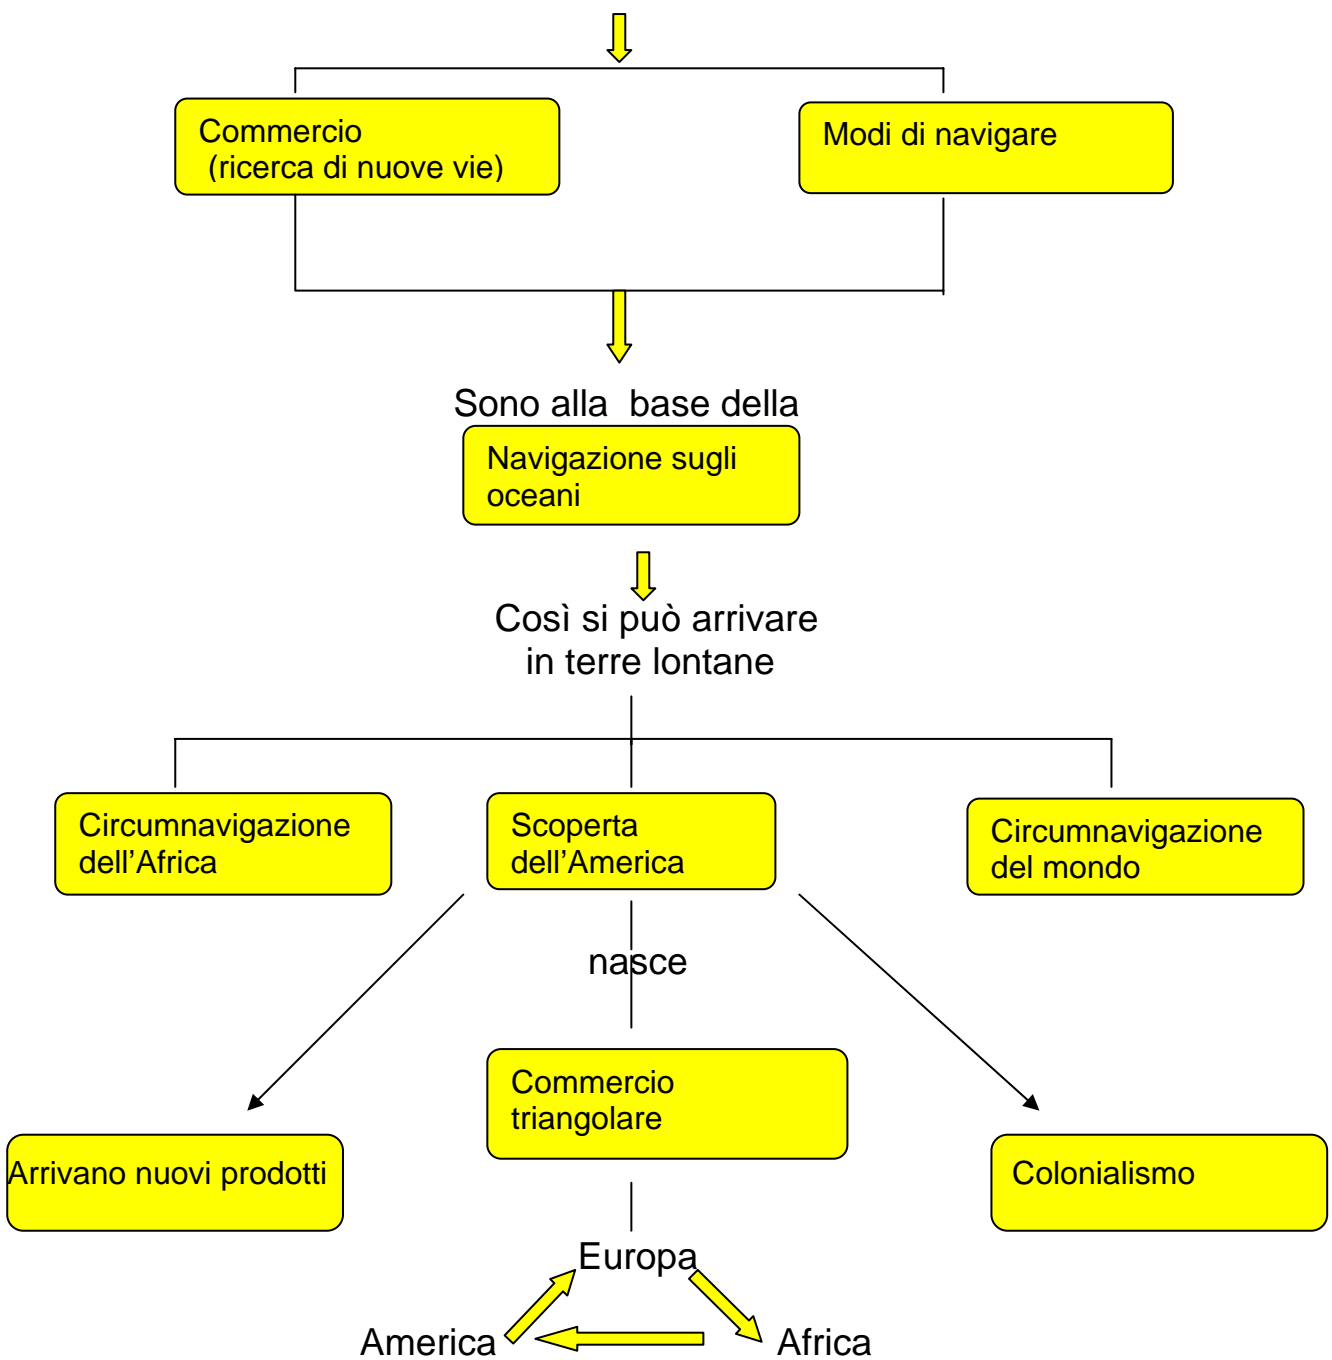 Commercio
(ricerca di nuove vie)
Modi di navigare
Sono alla base della
Navigazione sugli
oceani
Così si può arrivare
in terre lontane
Circumnavigazione
dell’Africa
Scoperta
dell’America
Circumnavigazione
del mondo
nasce
Commercio
triangolare
Arrivano nuovi prodotti
Colonialismo
Europa
America
Africa